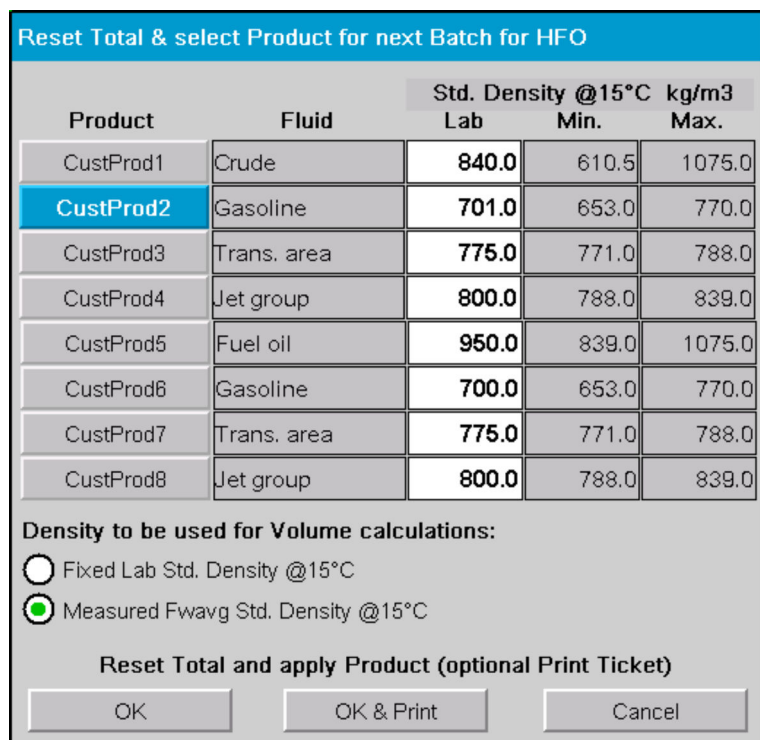 Reset Total & select Product for next Batch for HFO
Std. Density @15°C kg/m3
Product Fluid Lab Min. Max.
CustProd1 Crude 840.0 610.5 1075.0
CustProd2 Gasoline 701.0 653.0 770.0
CustProd3 Trans. area 775.0 771.0 788.0
CustProd4 Jet group 800.0 788.0 839.0
CustProd5 Fuel oil 950.0 839.0 1075.0
CustProd6 Gasoline 700.0 653.0 770.0
CustProd7 Trans. area 775.0 771.0 788.0
CustProd8 Jet group 800.0 788.0 839.0
Density to be used for Volume calculations:
Fixed Lab Std. Density @15°C
Measured Fwavg Std. Density @15°C
Reset Total and apply Product (optional Print Ticket)
OK OK & Print Cancel